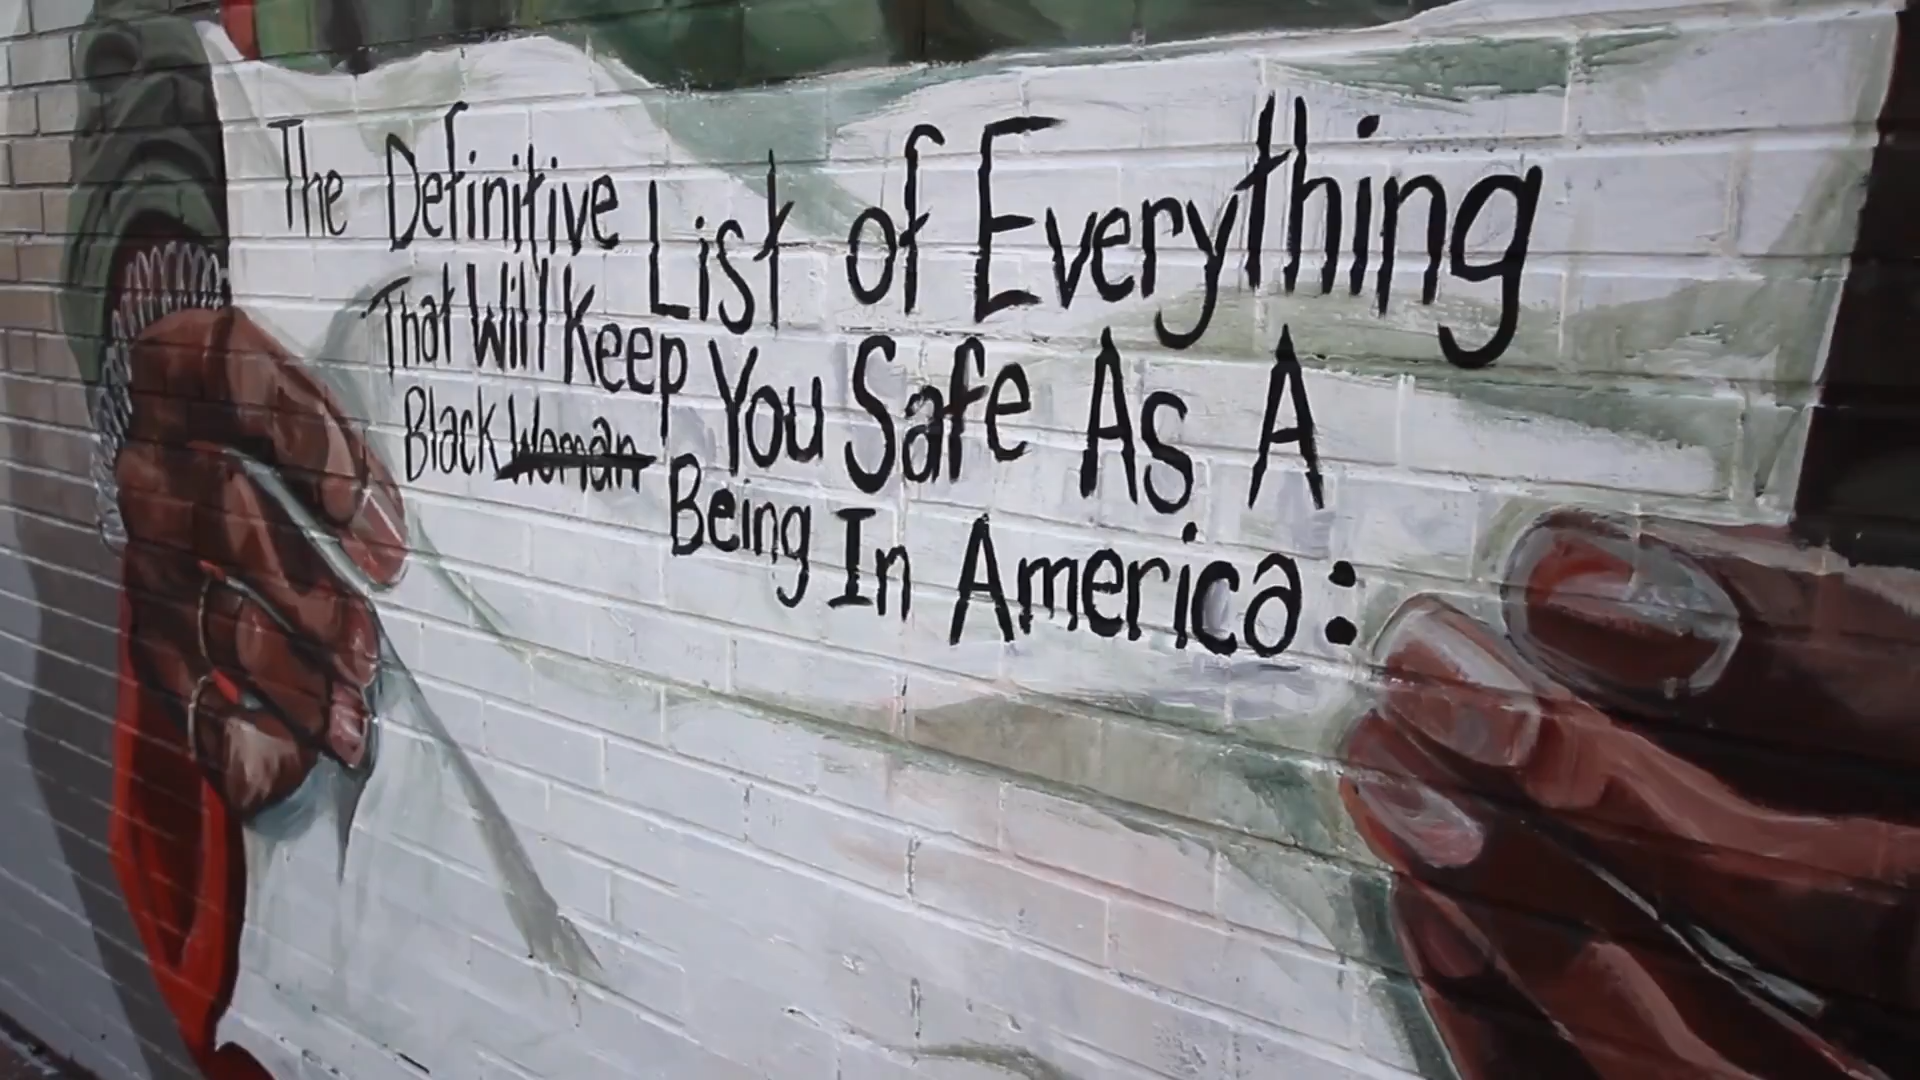 The Definitive List of Everything
That Will Keep You Safe As A
Black Woman Being In America: